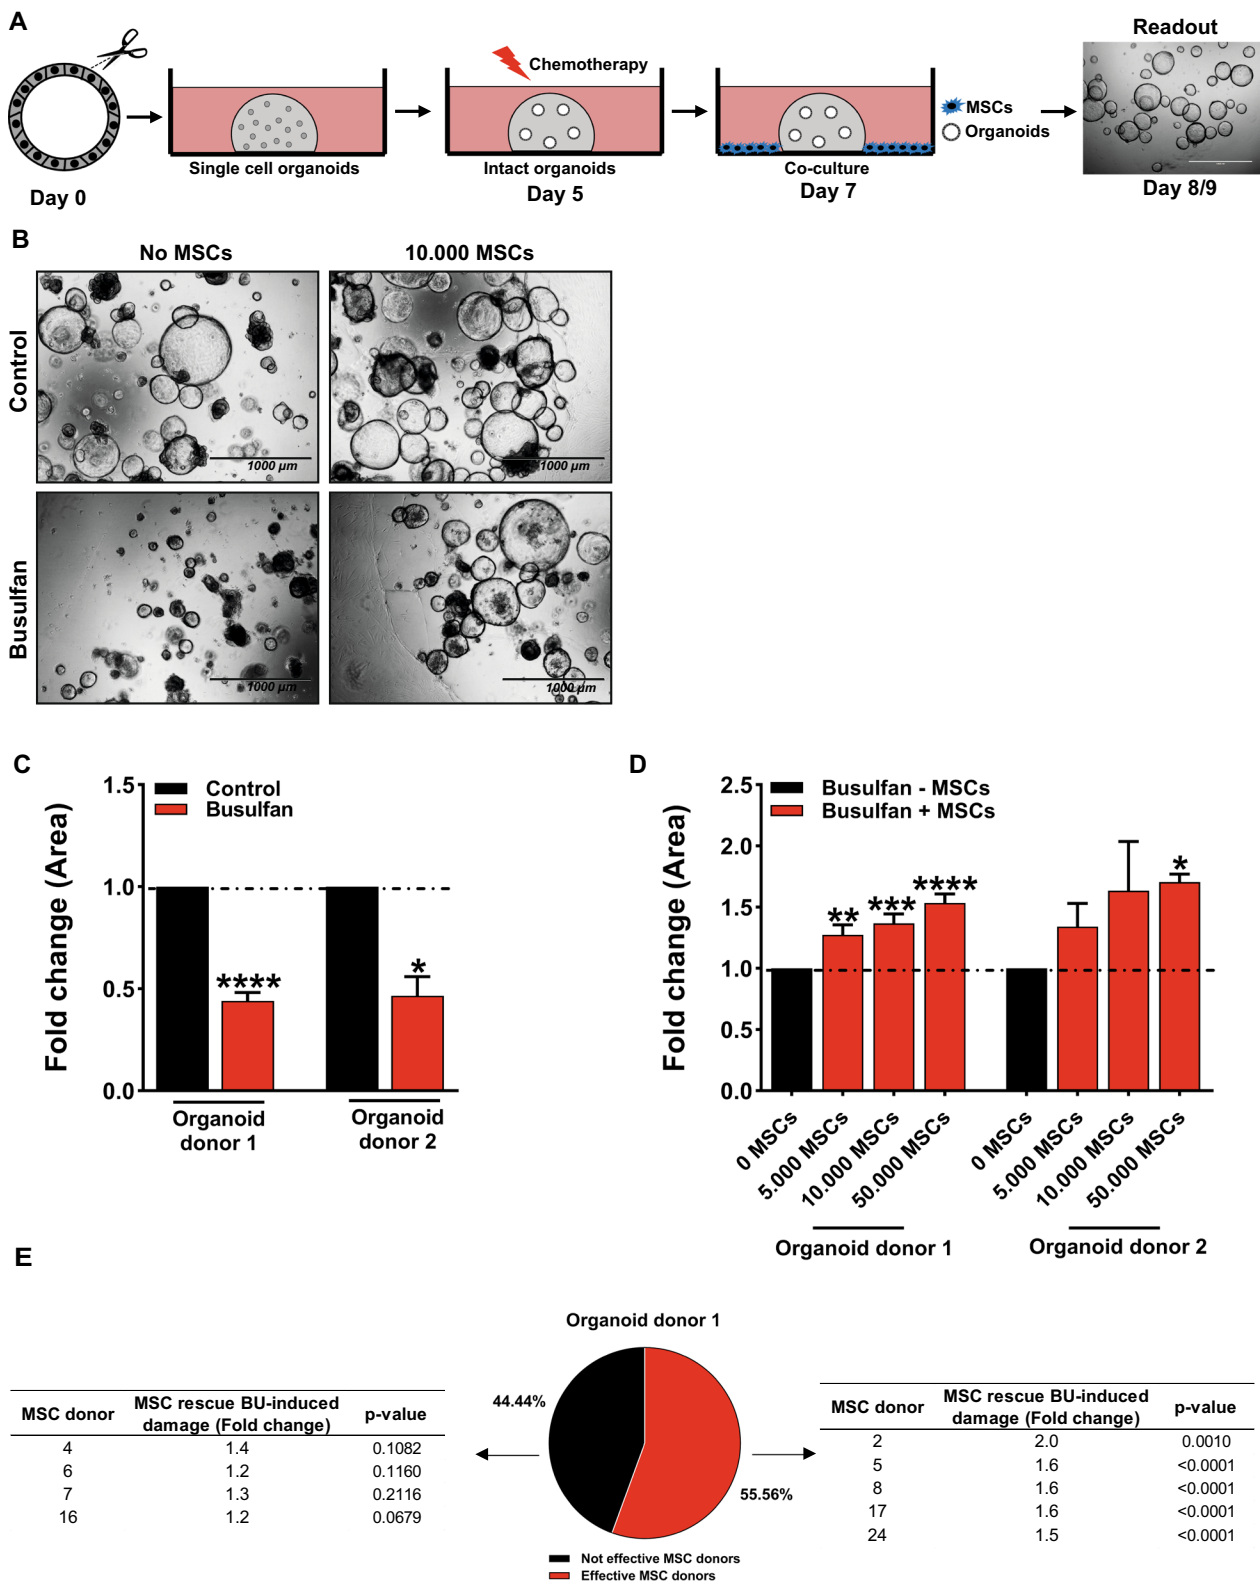 A
Readout
Chemotherapy
MSCs
Organoids
Single cell organoids
Intact organoids
Co-culture
Day 0
Day 5
Day 7
Day 8/9
B
No MSCs
10.000 MSCs
Control
1000 µm
1000 µm
Busulfan
1000 µm
1000 µm
C
Fold change (Area)
1.5
1.0
0.5
0.0
Control
Busulfan
****
*
Organoid
donor 1
Organoid
donor 2
D
Fold change (Area)
2.5
2.0
1.5
1.0
0.5
0.0
Busulfan - MSCs
Busulfan + MSCs
**
***
****
*
0 MSCs
5.000 MSCs
10.000 MSCs
50.000 MSCs
0 MSCs
5.000 MSCs
10.000 MSCs
50.000 MSCs
Organoid donor 1
Organoid donor 2
E
MSC donor MSC rescue BU-induced damage (Fold change) p-value
4 1.4 0.1082
6 1.2 0.1160
7 1.3 0.2116
16 1.2 0.0679
Organoid donor 1
44.44%
55.56%
Not effective MSC donors
Effective MSC donors
MSC donor MSC rescue BU-induced damage (Fold change) p-value
2 2.0 0.0010
5 1.6 <0.0001
8 1.6 <0.0001
17 1.6 <0.0001
24 1.5 <0.0001